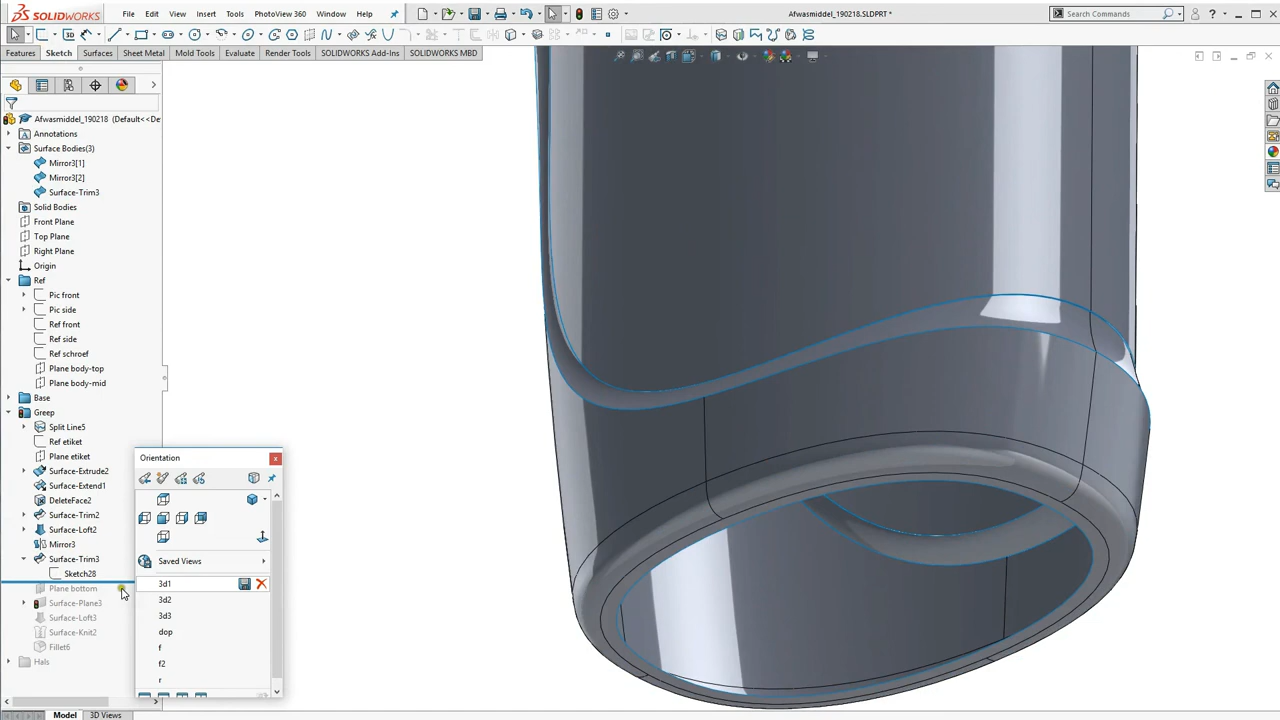 SOLIDWORKS
File
Edit
View
Insert
Tools
PhotoView 360
Window
Help
Afwasmiddel_190218.SLDPRT *
Search Commands
3D
Features
Sketch
Surfaces
Sheet Metal
Mold Tools
Evaluate
Render Tools
SOLIDWORKS Add-Ins
SOLIDWORKS MBD
Afwasmiddel_190218 (Default<<De
Annotations
Surface Bodies(3)
Mirror3[1]
Mirror3[2]
Surface-Trim3
Solid Bodies
Front Plane
Top Plane
Right Plane
Origin
Ref
Pic front
Pic side
Ref front
Ref side
Ref schroef
Plane body-top
Plane body-mid
Base
Greep
Split Line5
Ref etiket
Plane etiket
Surface-Extrude2
Surface-Extend1
DeleteFace2
Surface-Trim2
Surface-Loft2
Mirror3
Surface-Trim3
Sketch28
Plane bottom
Surface-Plane3
Surface-Loft3
Surface-Knit2
Fillet6
Hals
Orientation
Saved Views
3d1
3d2
3d3
dop
f
f2
r
Model
3D Views